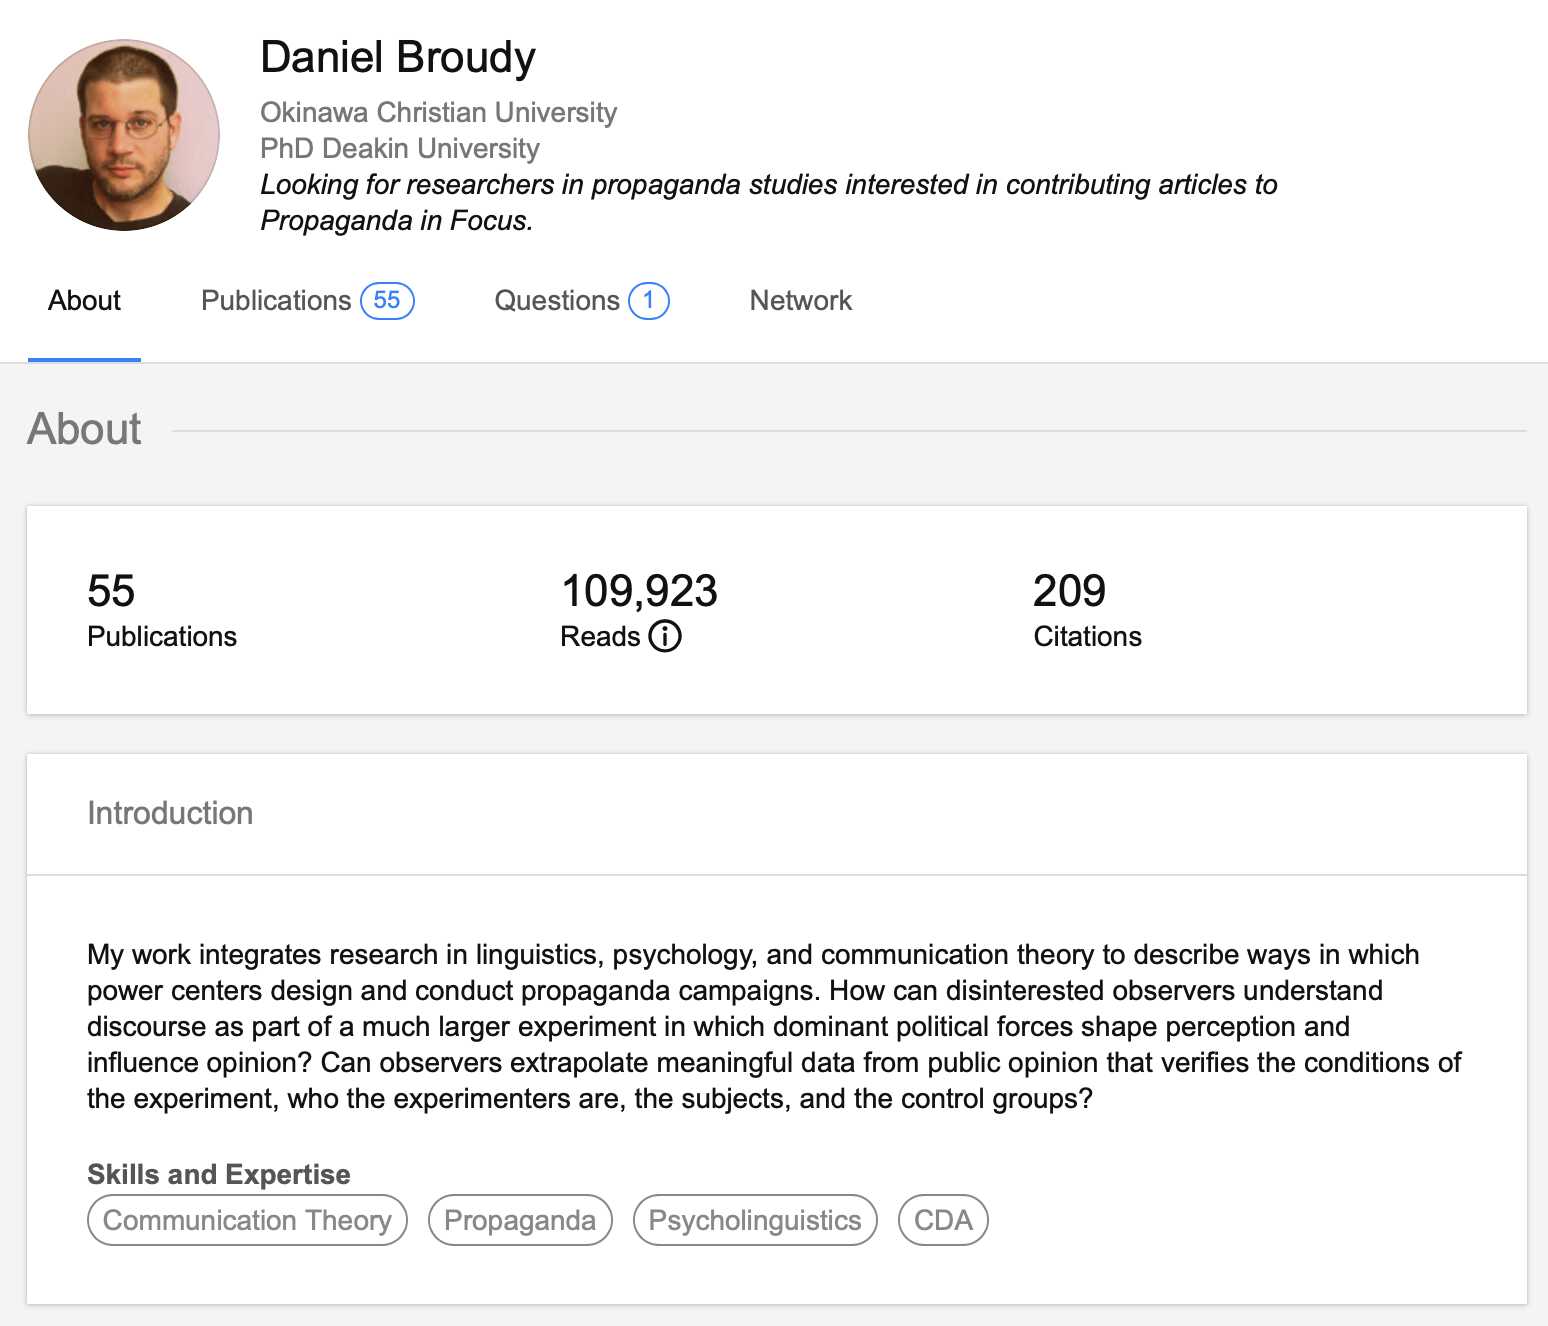 Daniel Broudy
Okinawa Christian University
PhD Deakin University
Looking for researchers in propaganda studies interested in contributing articles to
Propaganda in Focus.
About
Publications 55
Questions 1
Network
About
55
Publications
109,923
Reads
209
Citations
Introduction
My work integrates research in linguistics, psychology, and communication theory to describe ways in which
power centers design and conduct propaganda campaigns. How can disinterested observers understand
discourse as part of a much larger experiment in which dominant political forces shape perception and
influence opinion? Can observers extrapolate meaningful data from public opinion that verifies the conditions of
the experiment, who the experimenters are, the subjects, and the control groups?
Skills and Expertise
Communication Theory
Propaganda
Psycholinguistics
CDA